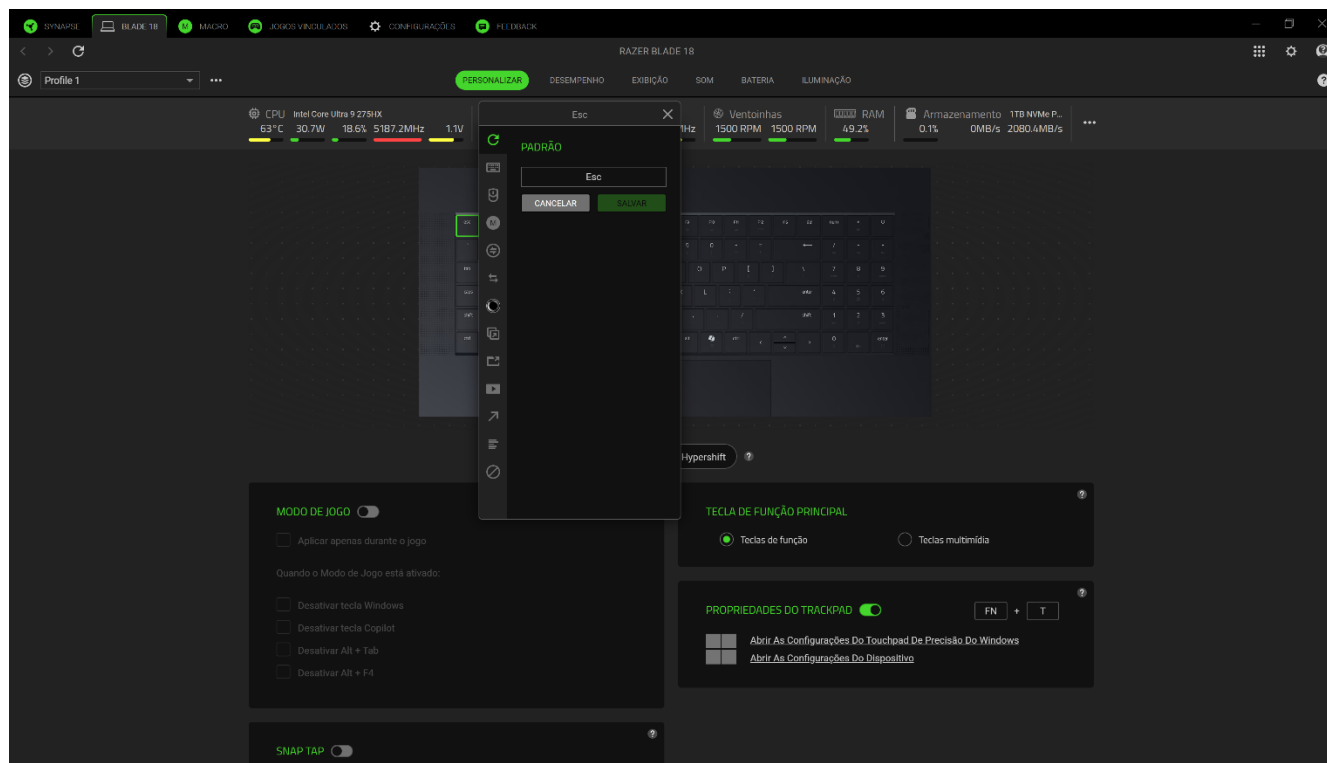 SYNAPSE BLADE 18 MACRO JOGOS VINCULADOS CONFIGURAÇÕES FEEDBACK
RAZER BLADE 18
Profile 1
PERSONALIZAR DESEMPENHO EXIBIÇÃO SOM BATERIA ILUMINAÇÃO
CPU Intel Core Ultra 9 275HX
63°C 30.7W 18.6% 5187.2MHz 1.1V
Ventoinhas
1500 RPM 1500 RPM
RAM
49.2%
Armazenamento 1TB NVMe P...
0.1% 0MB/s 2080.4MB/s
Esc
PADRÃO
Esc
CANCELAR SALVAR
Hypershift
MODO DE JOGO
Aplicar apenas durante o jogo
Quando o Modo de Jogo está ativado:
Desativar tecla Windows
Desativar tecla Copilot
Desativar Alt + Tab
Desativar Alt + F4
SNAP TAP
TECLA DE FUNÇÃO PRINCIPAL
Teclas de função Teclas multimídia
PROPRIEDADES DO TRACKPAD FN + T
Abrir As Configurações Do Touchpad De Precisão Do Windows
Abrir As Configurações Do Dispositivo